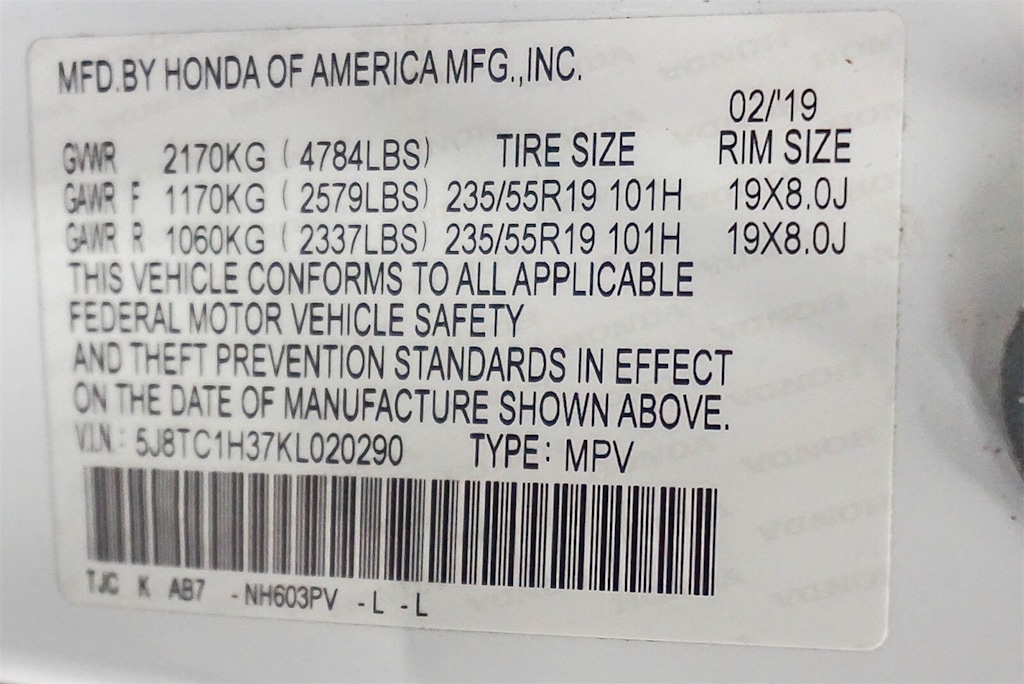 MFD.BY HONDA OF AMERICA MFG.,INC.
02/'19
GVWR 2170KG ( 4784LBS) TIRE SIZE RIM SIZE
GAWR F 1170KG ( 2579LBS) 235/55R19 101H 19X8.0J
GAWR R 1060KG ( 2337LBS) 235/55R19 101H 19X8.0J
THIS VEHICLE CONFORMS TO ALL APPLICABLE
FEDERAL MOTOR VEHICLE SAFETY
AND THEFT PREVENTION STANDARDS IN EFFECT
ON THE DATE OF MANUFACTURE SHOWN ABOVE.
V.I.N.: 5J8TC1H37KL020290 TYPE: MPV
TJC K AB7 -NH603PV -L -L